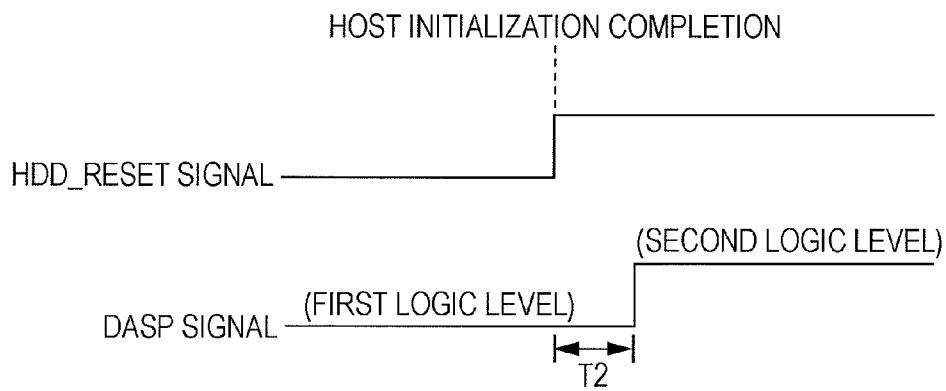 HOST INITIALIZATION COMPLETION
HDD_RESET SIGNAL
(SECOND LOGIC LEVEL)
(FIRST LOGIC LEVEL)
DASP SIGNAL
T2